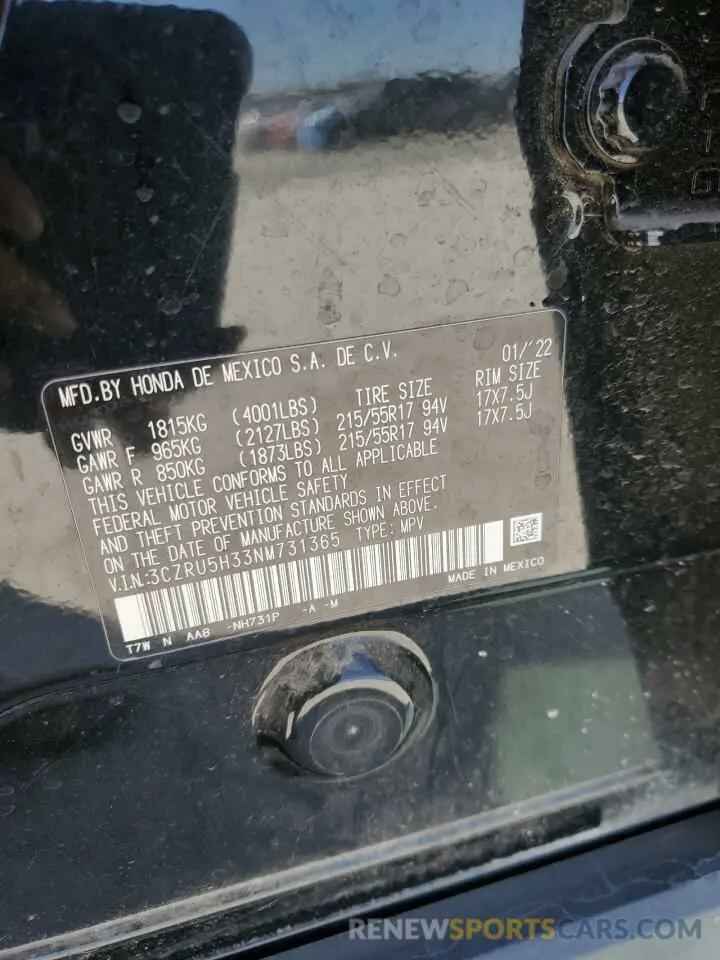 MFD.BY HONDA DE MEXICO S.A. DE C.V. 01/'22
GVWR 1815KG (4001LBS) TIRE SIZE RIM SIZE
GAWR F 965KG (2127LBS) 215/55R17 94V 17X7.5J
GAWR R 850KG (1873LBS) 215/55R17 94V 17X7.5J
THIS VEHICLE CONFORMS TO ALL APPLICABLE
FEDERAL MOTOR VEHICLE SAFETY
AND THEFT PREVENTION STANDARDS IN EFFECT
ON THE DATE OF MANUFACTURE SHOWN ABOVE.
V.I.N.:3CZRU5H33NM731365 TYPE: MPV
MADE IN MEXICO
T7W N AA8 -NH731P -A -M
RENEWSPORTSCARS.COM